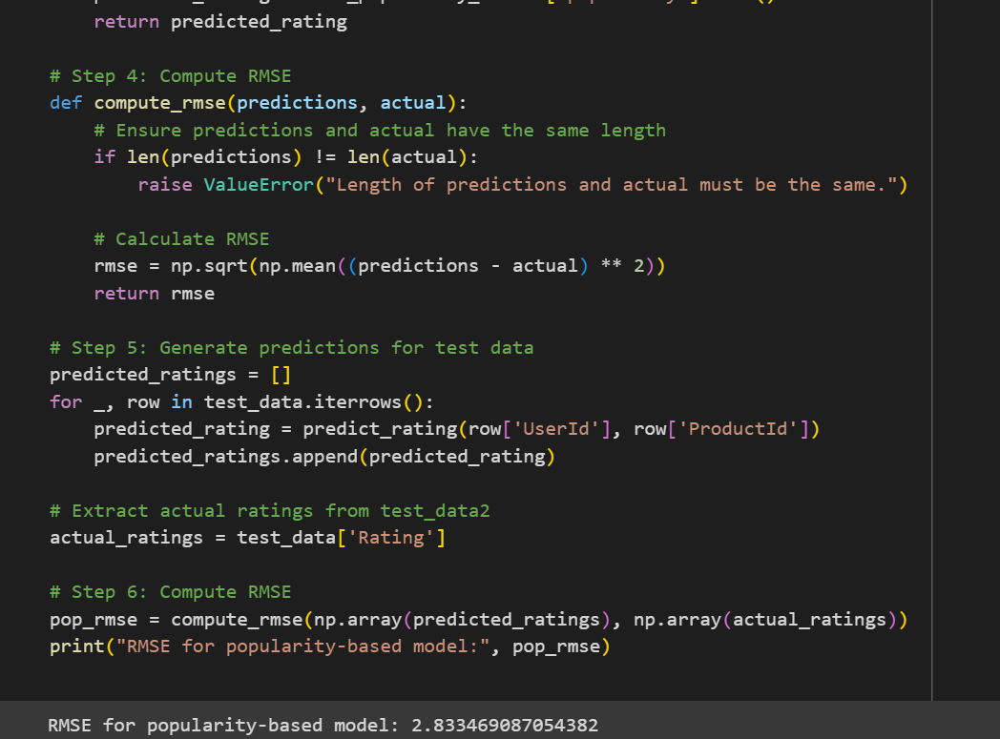 return predicted_rating
# Step 4: Compute RMSE
def compute_rmse(predictions, actual):
# Ensure predictions and actual have the same length
if len(predictions) != len(actual):
raise ValueError("Length of predictions and actual must be the same.")
# Calculate RMSE
rmse = np.sqrt(np.mean((predictions - actual) ** 2))
return rmse
# Step 5: Generate predictions for test data
predicted_ratings = []
for _, row in test_data.iterrows():
predicted_rating = predict_rating(row['UserId'], row['ProductId'])
predicted_ratings.append(predicted_rating)
# Extract actual ratings from test_data2
actual_ratings = test_data['Rating']
# Step 6: Compute RMSE
pop_rmse = compute_rmse(np.array(predicted_ratings), np.array(actual_ratings))
print("RMSE for popularity-based model:", pop_rmse)
RMSE for popularity-based model: 2.833469087054382